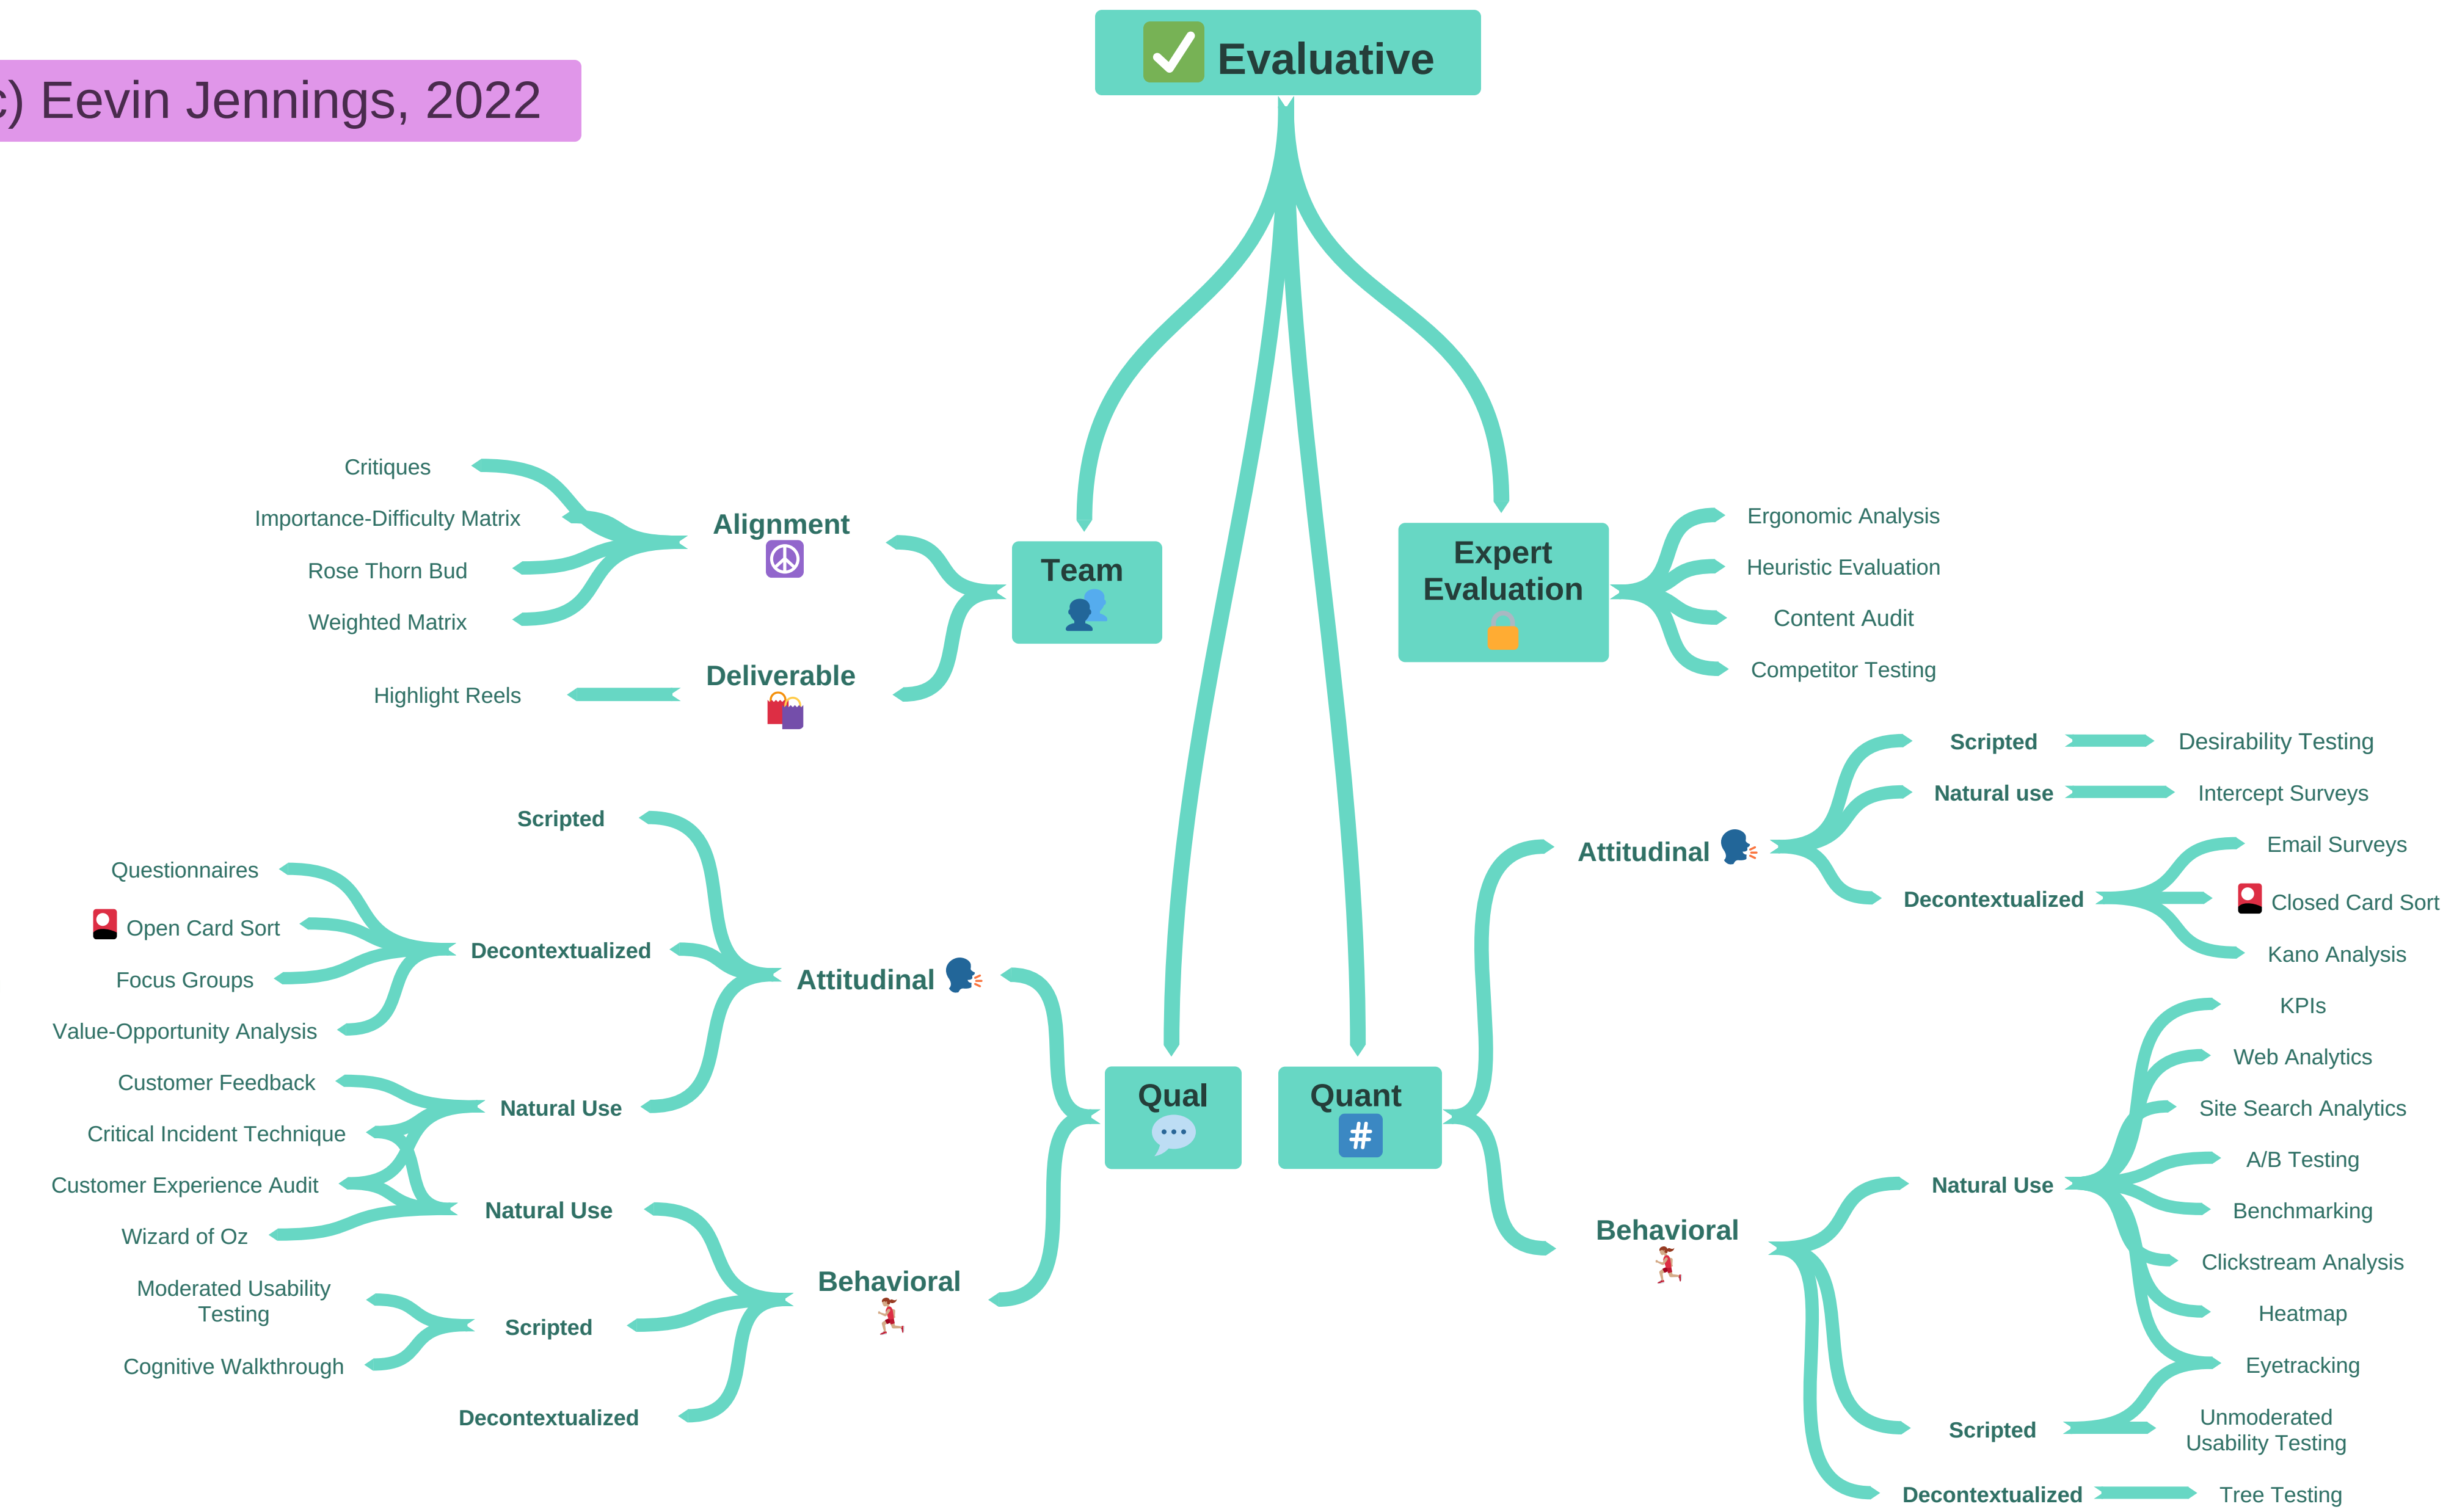 Evaluative
c) Eevin Jennings, 2022
Critiques
Importance-Difficulty Matrix
Rose Thorn Bud
Weighted Matrix
Alignment
Highlight Reels
Deliverable
Team
Expert
Evaluation
Ergonomic Analysis
Heuristic Evaluation
Content Audit
Competitor Testing
Scripted
Questionnaires
Open Card Sort
Focus Groups
Value-Opportunity Analysis
Decontextualized
Attitudinal
Customer Feedback
Critical Incident Technique
Customer Experience Audit
Wizard of Oz
Natural Use
Natural Use
Moderated Usability
Testing
Cognitive Walkthrough
Scripted
Behavioral
Decontextualized
Qual
Quant
#
Attitudinal
Scripted
Desirability Testing
Natural use
Intercept Surveys
Decontextualized
Email Surveys
Closed Card Sort
Kano Analysis
Behavioral
Natural Use
KPIs
Web Analytics
Site Search Analytics
A/B Testing
Benchmarking
Clickstream Analysis
Heatmap
Eyetracking
Scripted
Unmoderated
Usability Testing
Decontextualized
Tree Testing